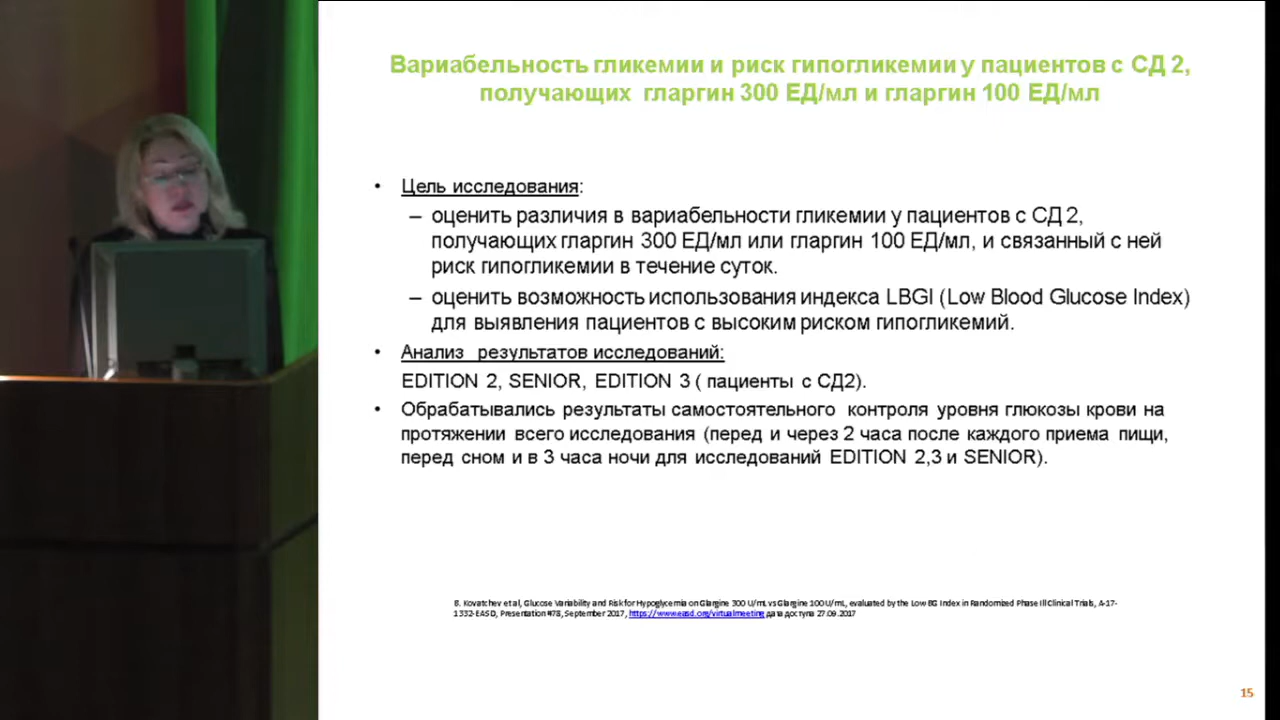 Вариабельность гликемии и риск гипогликемии у пациентов с СД 2,
получающих гларгин 300 ЕД/мл и гларгин 100 ЕД/мл
• Цель исследования:
– оценить различия в вариабельности гликемии у пациентов с СД 2,
получающих гларгин 300 ЕД/мл или гларгин 100 ЕД/мл, и связанный с ней
риск гипогликемии в течение суток.
– оценить возможность использования индекса LBGI (Low Blood Glucose Index)
для выявления пациентов с высоким риском гипогликемий.
• Анализ результатов исследований:
EDITION 2, SENIOR, EDITION 3 ( пациенты с СД2).
• Обрабатывались результаты самостоятельного контроля уровня глюкозы крови на
протяжении всего исследования (перед и через 2 часа после каждого приема пищи,
перед сном и в 3 часа ночи для исследований EDITION 2,3 и SENIOR).
B. Kovatchev et al, Glucose Variability and Risk for Hypoglycemia on Glargine 300 U/mL vs Glargine 100 U/mL, evaluated by the Low BG Index in Randomized Phase III Clinical Trials, A-17-
1332-EASD, Presentation #78, September 2017, https://www.easd.org/virtualmeeting дата доступа 27.09.2017
15